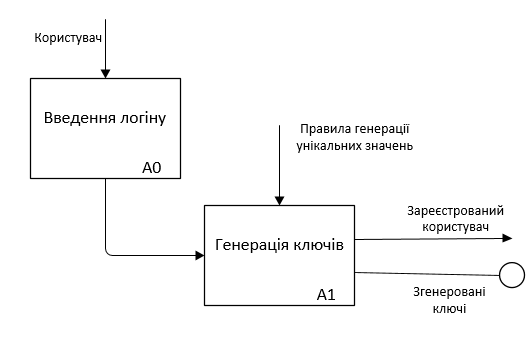 Користувач
Введення логіну
A0
Правила генерації
унікальних значень
Генерація ключів
A1
Зареєстрований
користувач
Згенеровані
ключі